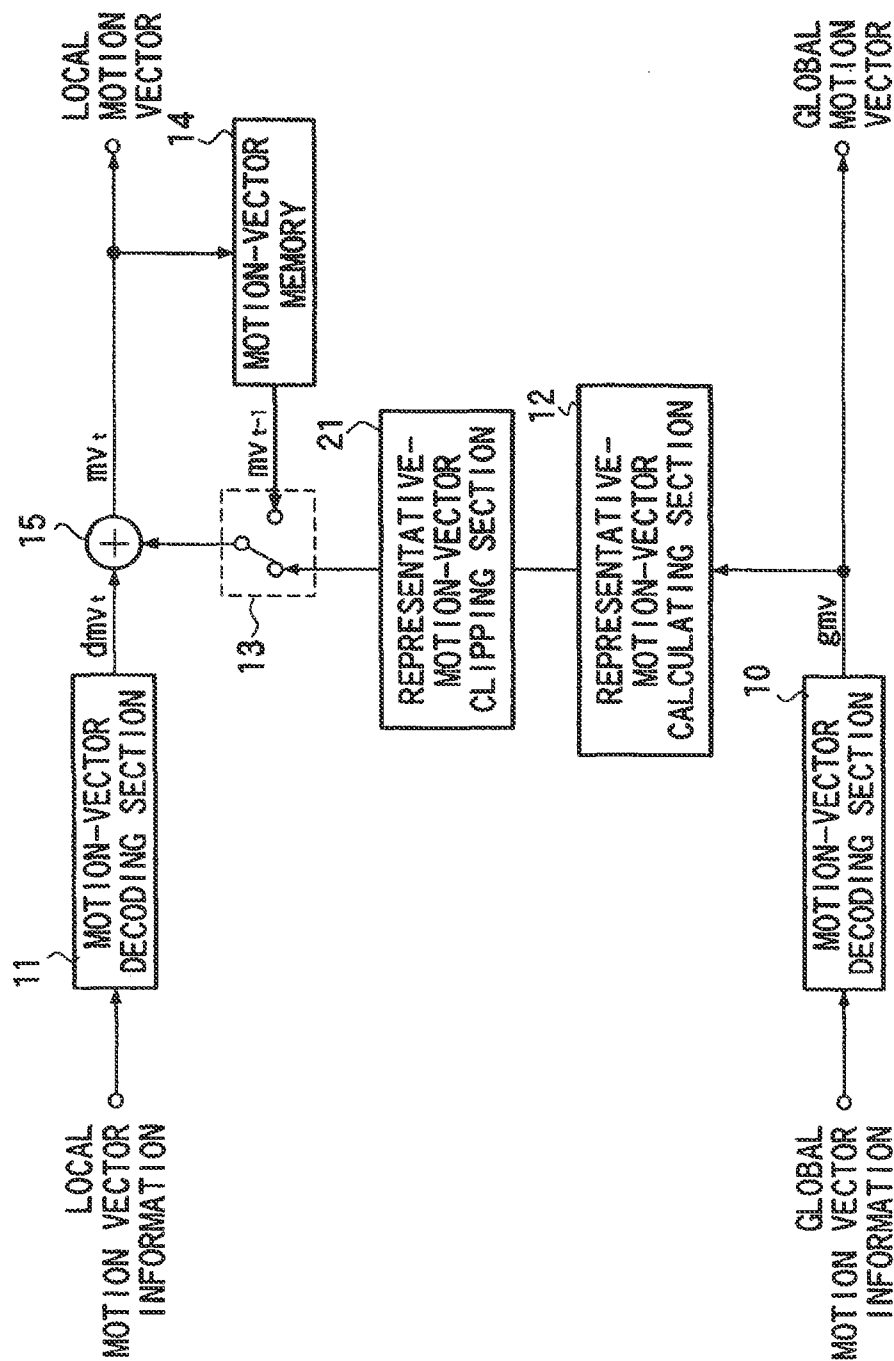 LOCAL
MOTION VECTOR
INFORMATION
11
MOTION-VECTOR
DECODING SECTION
dmvt
15
mvt
LOCAL
MOTION
VECTOR
14
MOTION-VECTOR
MEMORY
mvt-1
13
21
REPRESENTATIVE-
MOTION-VECTOR
CLIPPING SECTION
12
REPRESENTATIVE-
MOTION-VECTOR
CALCULATING SECTION
GLOBAL
MOTION VECTOR
INFORMATION
10
MOTION-VECTOR
DECODING SECTION
gmv
GLOBAL
MOTION
VECTOR